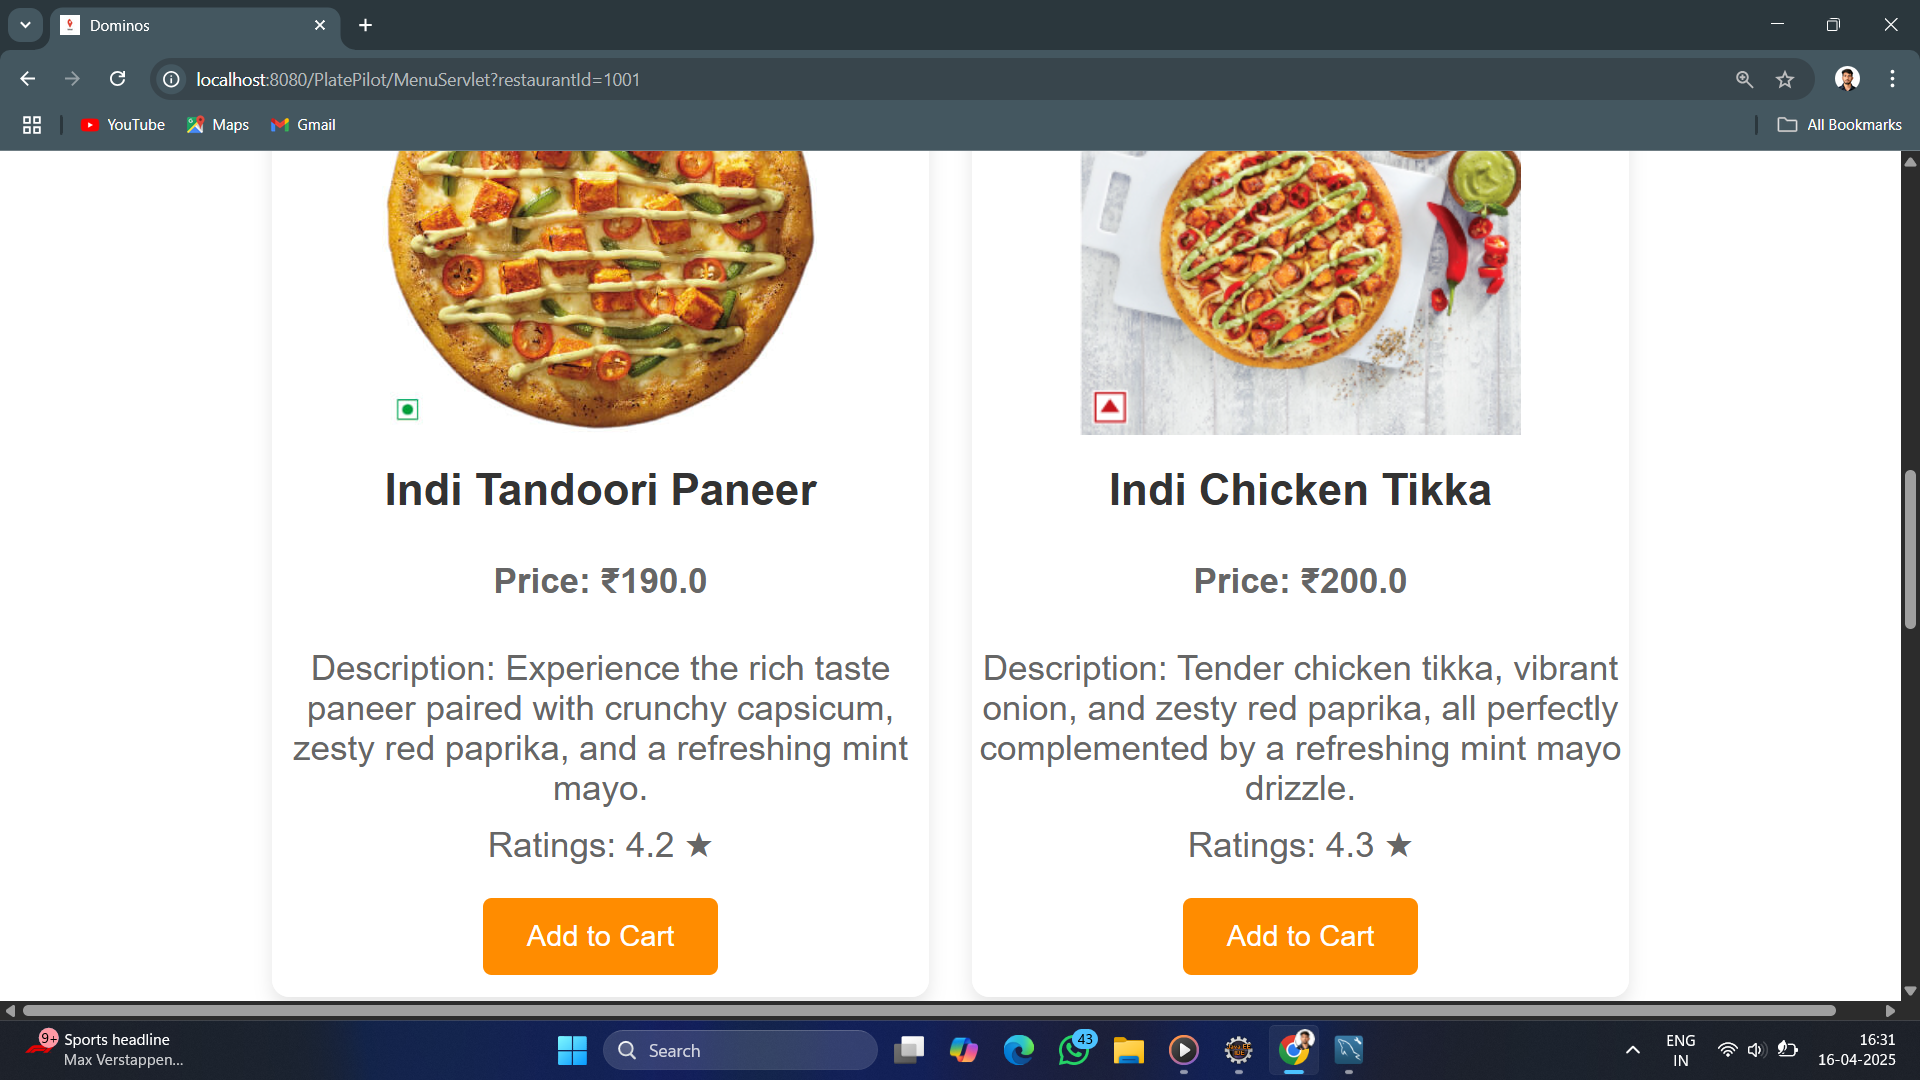 Dominos
localhost:8080/PlatePilot/MenuServlet?restaurantId=1001
YouTube
Maps
Gmail
All Bookmarks
Indi Tandoori Paneer
Price: ₹190.0
Description: Experience the rich taste
paneer paired with crunchy capsicum,
zesty red paprika, and a refreshing mint
mayo.
Ratings: 4.2 ★
Add to Cart
Indi Chicken Tikka
Price: ₹200.0
Description: Tender chicken tikka, vibrant
onion, and zesty red paprika, all perfectly
complemented by a refreshing mint mayo
drizzle.
Ratings: 4.3 ★
Add to Cart
9+
Sports headline
Max Verstappen...
Search
43
ENG
IN
16:31
16-04-2025